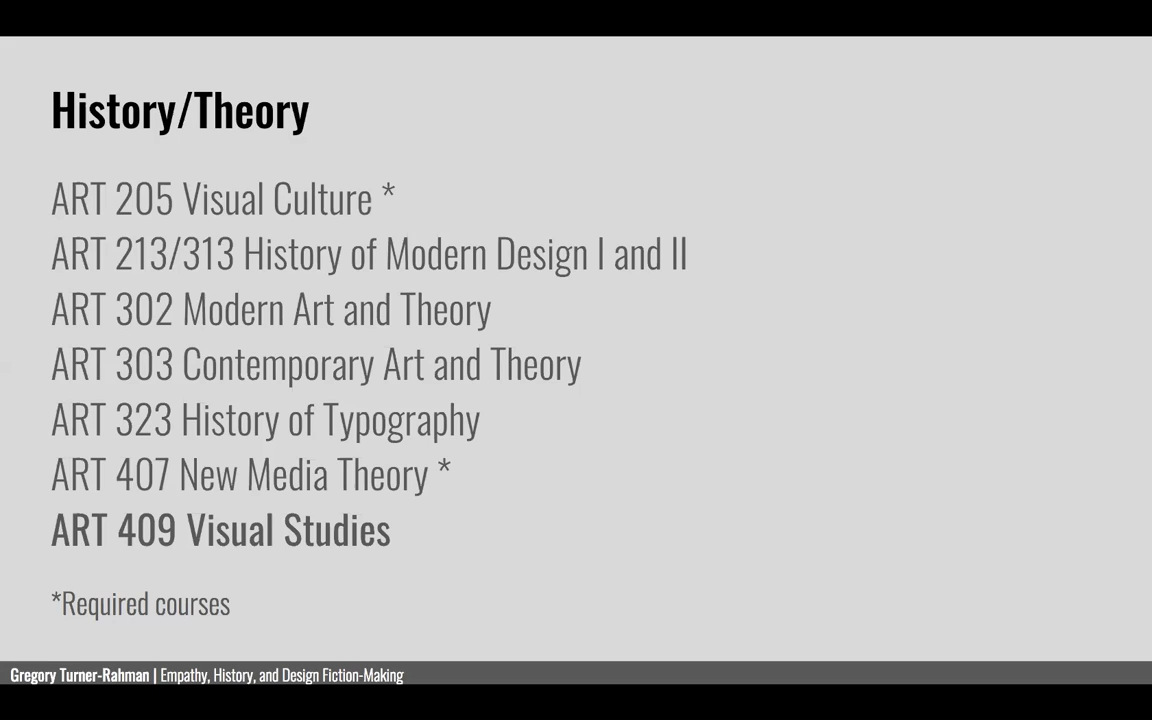 History/Theory
ART 205 Visual Culture *
ART 213/313 History of Modern Design I and II
ART 302 Modern Art and Theory
ART 303 Contemporary Art and Theory
ART 323 History of Typography
ART 407 New Media Theory *
ART 409 Visual Studies
*Required courses
Gregory Turner-Rahman | Empathy, History, and Design Fiction-Making